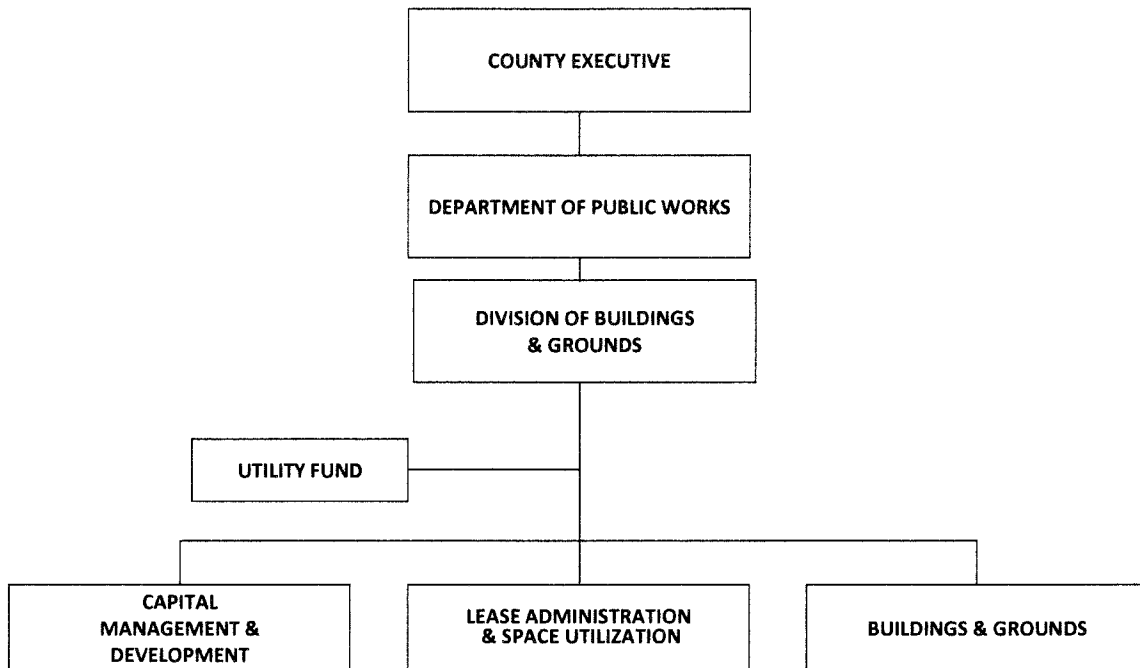 COUNTY EXECUTIVE
DEPARTMENT OF PUBLIC WORKS
DIVISION OF BUILDINGS
& GROUNDS
UTILITY FUND
CAPITAL
MANAGEMENT &
DEVELOPMENT
LEASE ADMINISTRATION
& SPACE UTILIZATION
BUILDINGS & GROUNDS